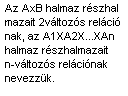 Az AxB halmaz részhal
mazait 2változós reláció
nak, az A1XA2X...XAn
halmaz részhalmazait
n-változós relációnak
nevezzük.